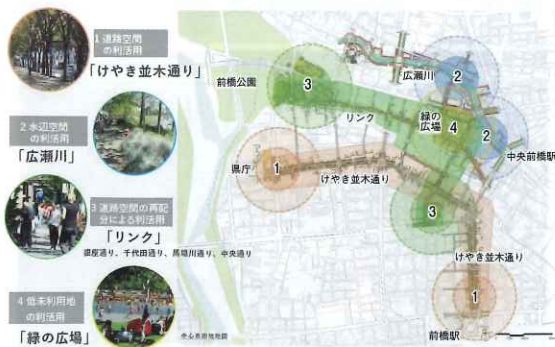 1 道路空間
の利活用
「けやき並木通り」
2 水辺空間
の利活用
「広瀬川」
3 道路空間の再配
分による利活用
「リンク」
銀座通り、千代田通り、馬場川通り、中央通り
4 低未利用地
の利活用
「緑の広場」
前橋公園
3
リンク
広瀬川
2
緑の
広場
4
2
中央前橋駅
県庁
1
けやき並木通り
3
けやき並木通り
1
前橋駅